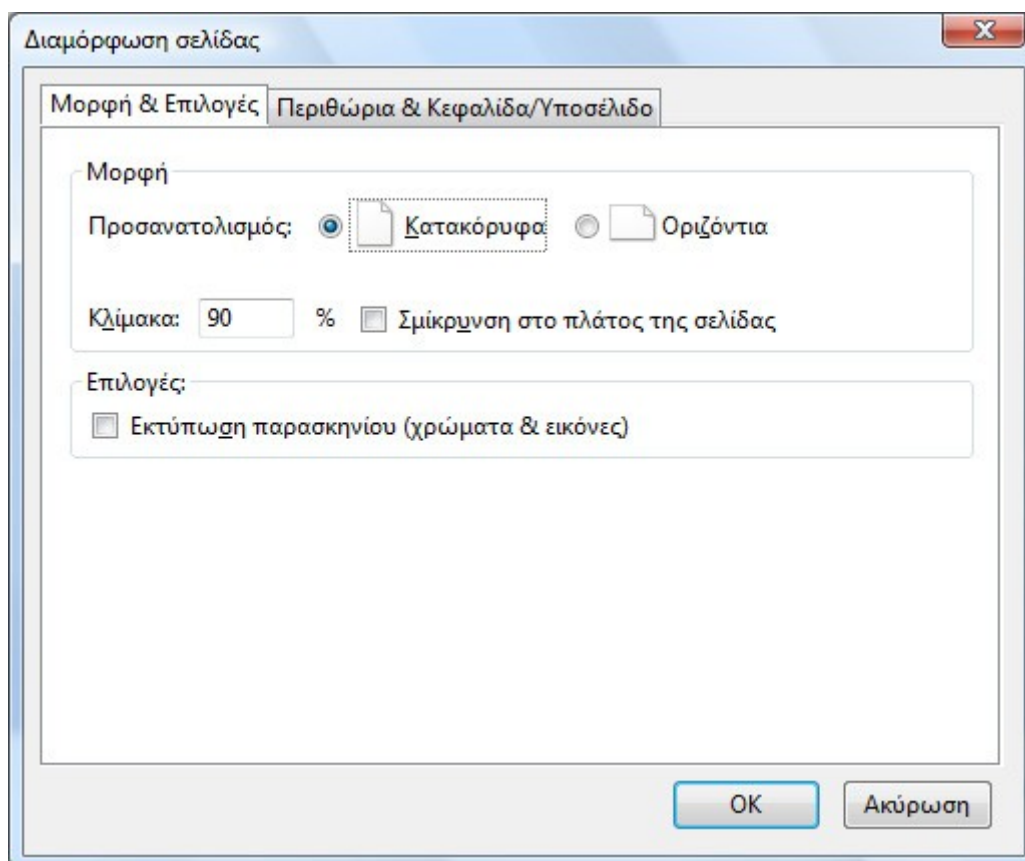 Διαμόρφωση σελίδας
Μορφή & Επιλογές Περιθώρια & Κεφαλίδα/Υποσέλιδο
Μορφή
Προσανατολισμός: Κατακόρυφα Οριζόντια
Κλίμακα: 90 % Σμίκρυνση στο πλάτος της σελίδας
Επιλογές:
Εκτύπωση παρασκηνίου (χρώματα & εικόνες)
OK Ακύρωση